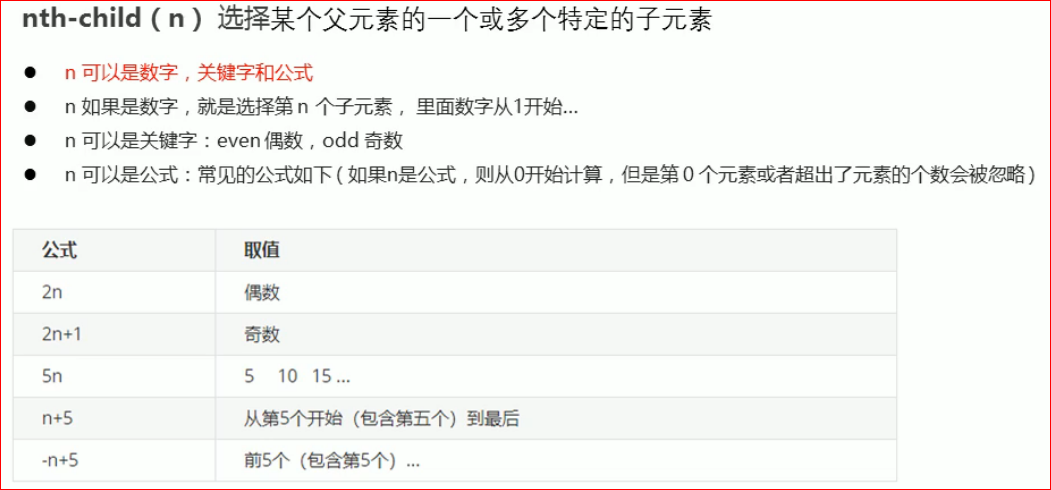 nth-child（n） 选择某个父元素的一个或多个特定的子元素
● n 可以是数字，关键字和公式
● n 如果是数字，就是选择第 n 个子元素， 里面数字从1开始…
● n 可以是关键字：even 偶数，odd 奇数
● n 可以是公式：常见的公式如下 ( 如果n是公式，则从0开始计算，但是第 0 个元素或者超出了元素的个数会被忽略 )
公式 取值
2n 偶数
2n+1 奇数
5n 5 10 15 …
n+5 从第5个开始（包含第五个）到最后
-n+5 前5个（包含第5个）…